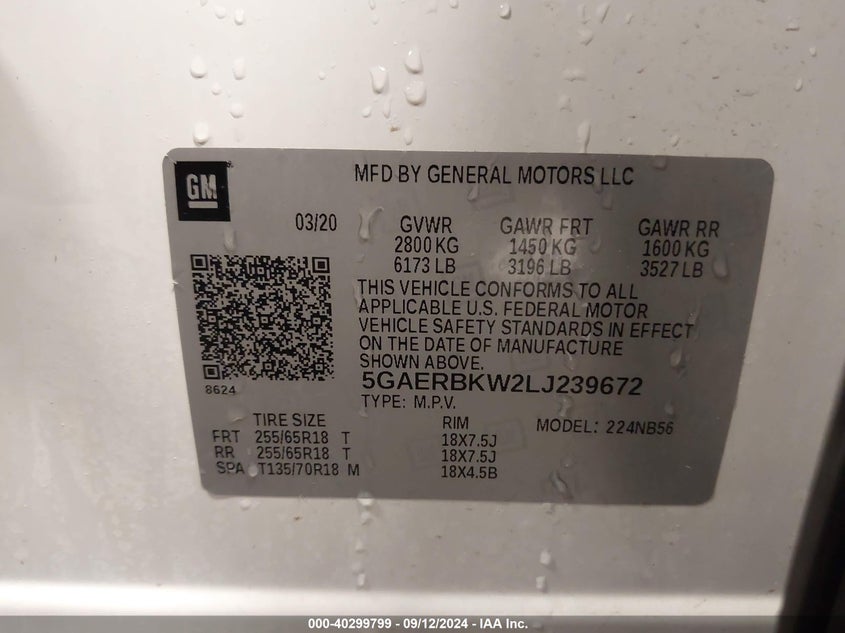 GM
MFD BY GENERAL MOTORS LLC
03/20 GVWR GAWR FRT GAWR RR
2800 KG 1450 KG 1600 KG
6173 LB 3196 LB 3527 LB
THIS VEHICLE CONFORMS TO ALL
APPLICABLE U.S. FEDERAL MOTOR
VEHICLE SAFETY STANDARDS IN EFFECT
ON THE DATE OF MANUFACTURE
SHOWN ABOVE.
5GAERBKW2LJ239672
8624
TYPE: M.P.V.
TIRE SIZE RIM MODEL: 224NB56
FRT 255/65R18 T 18X7.5J
RR 255/65R18 T 18X7.5J
SPA T135/70R18 M 18X4.5B
000-40299799 - 09/12/2024 - IAA Inc.